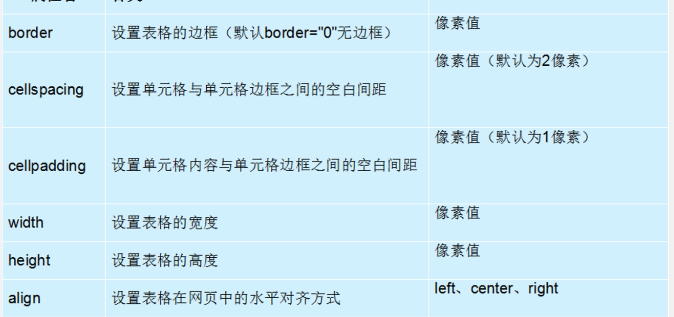 border 设置表格的边框（默认border="0"无边框） 像素值
cellspacing 设置单元格与单元格边框之间的空白间距 像素值（默认为2像素）
cellpadding 设置单元格内容与单元格边框之间的空白间距 像素值（默认为1像素）
width 设置表格的宽度 像素值
height 设置表格的高度 像素值
align 设置表格在网页中的水平对齐方式 left、center、right